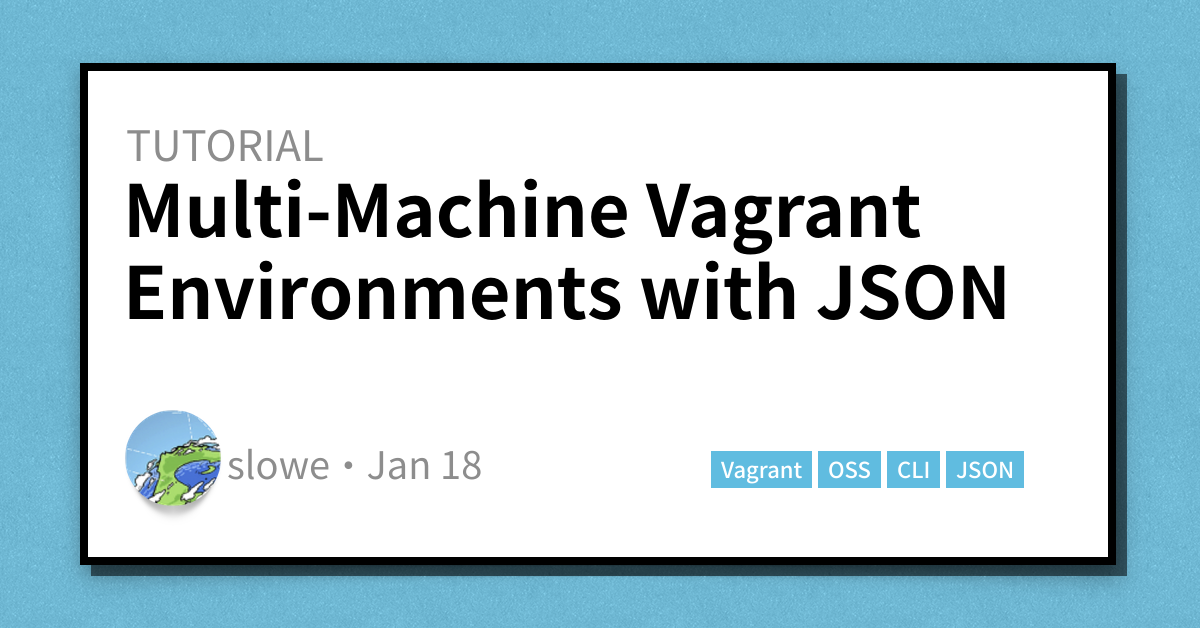 TUTORIAL
Multi-Machine Vagrant
Environments with JSON
slowe • Jan 18
Vagrant OSS CLI JSON